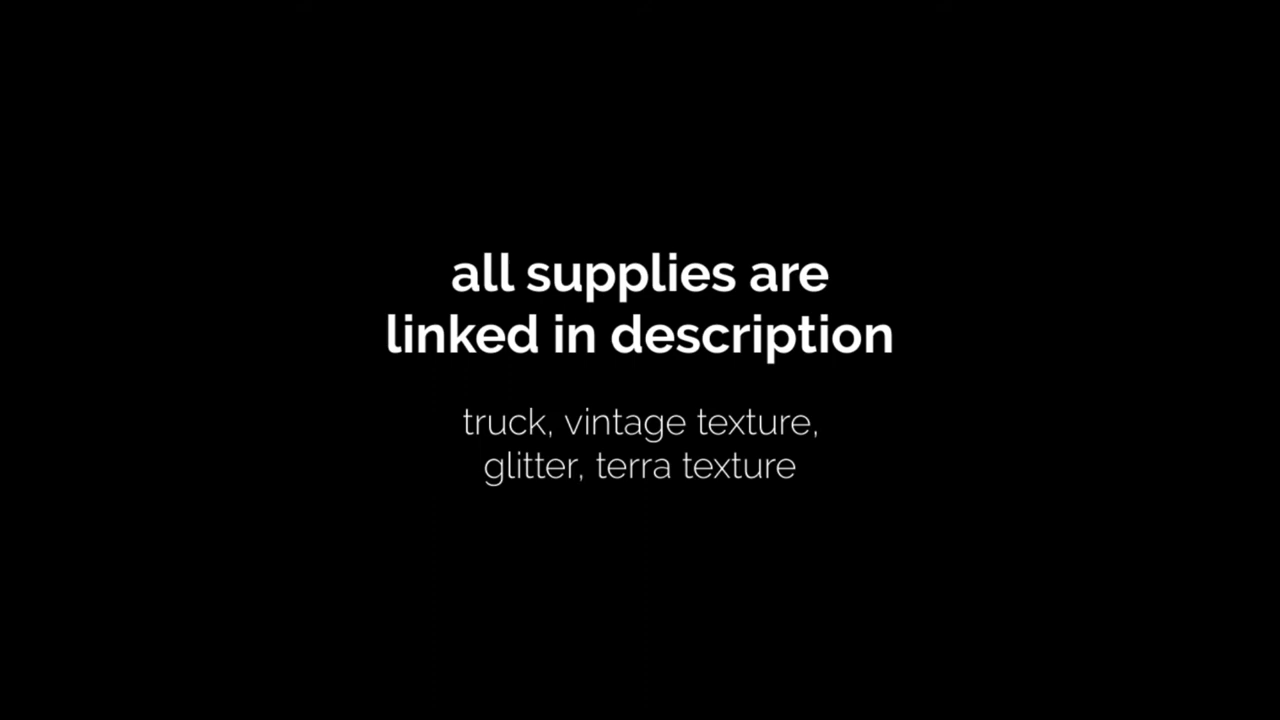 all supplies are
linked in description
truck, vintage texture,
glitter, terra texture